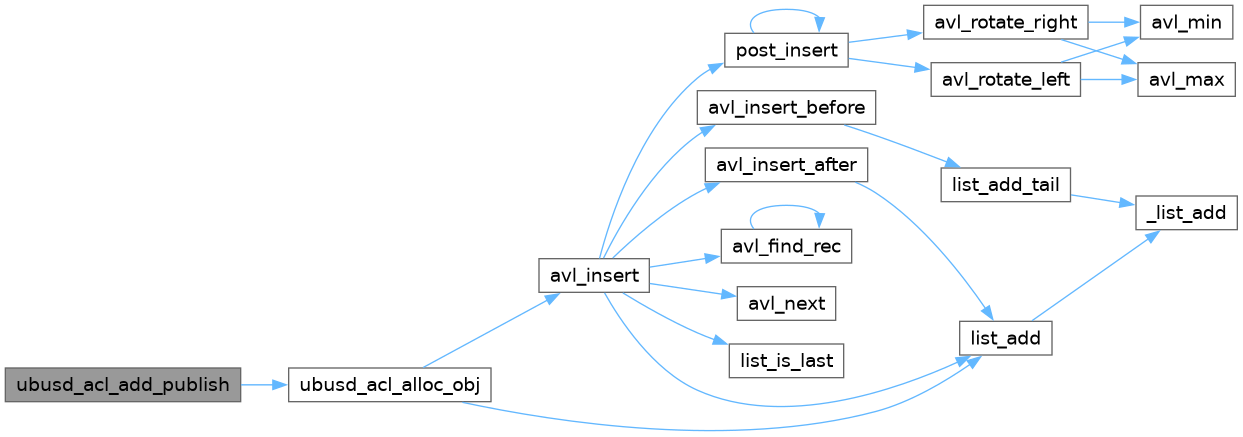 ubusd_acl_add_publish
ubusd_acl_alloc_obj
avl_insert
post_insert
avl_rotate_right
avl_min
avl_rotate_left
avl_max
avl_insert_before
avl_insert_after
list_add_tail
_list_add
avl_find_rec
avl_next
list_is_last
list_add